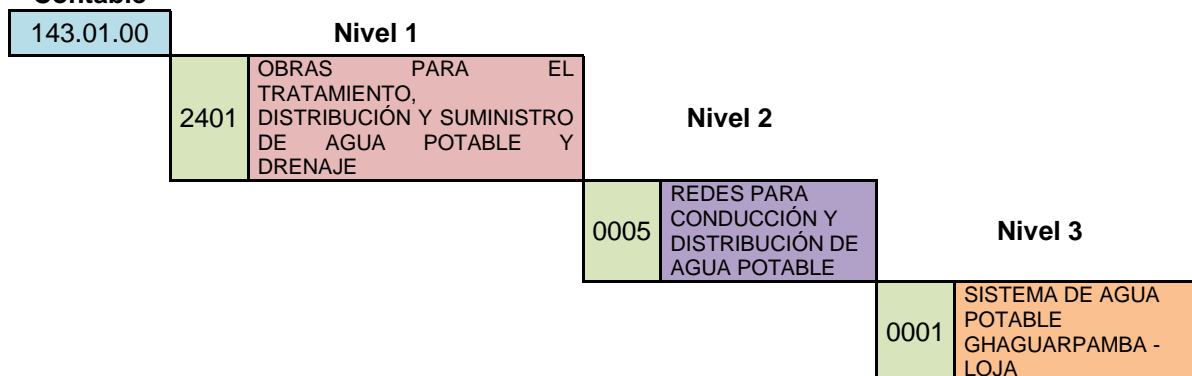 Contable
143.01.00
Nivel 1
2401
OBRAS PARA EL
TRATAMIENTO,
DISTRIBUCIÓN Y SUMINISTRO
DE AGUA POTABLE Y
DRENAJE
Nivel 2
0005
REDES PARA
CONDUCCIÓN Y
DISTRIBUCIÓN DE
AGUA POTABLE
Nivel 3
0001
SISTEMA DE AGUA
POTABLE
GHAGUARPAMBA -
LOJA